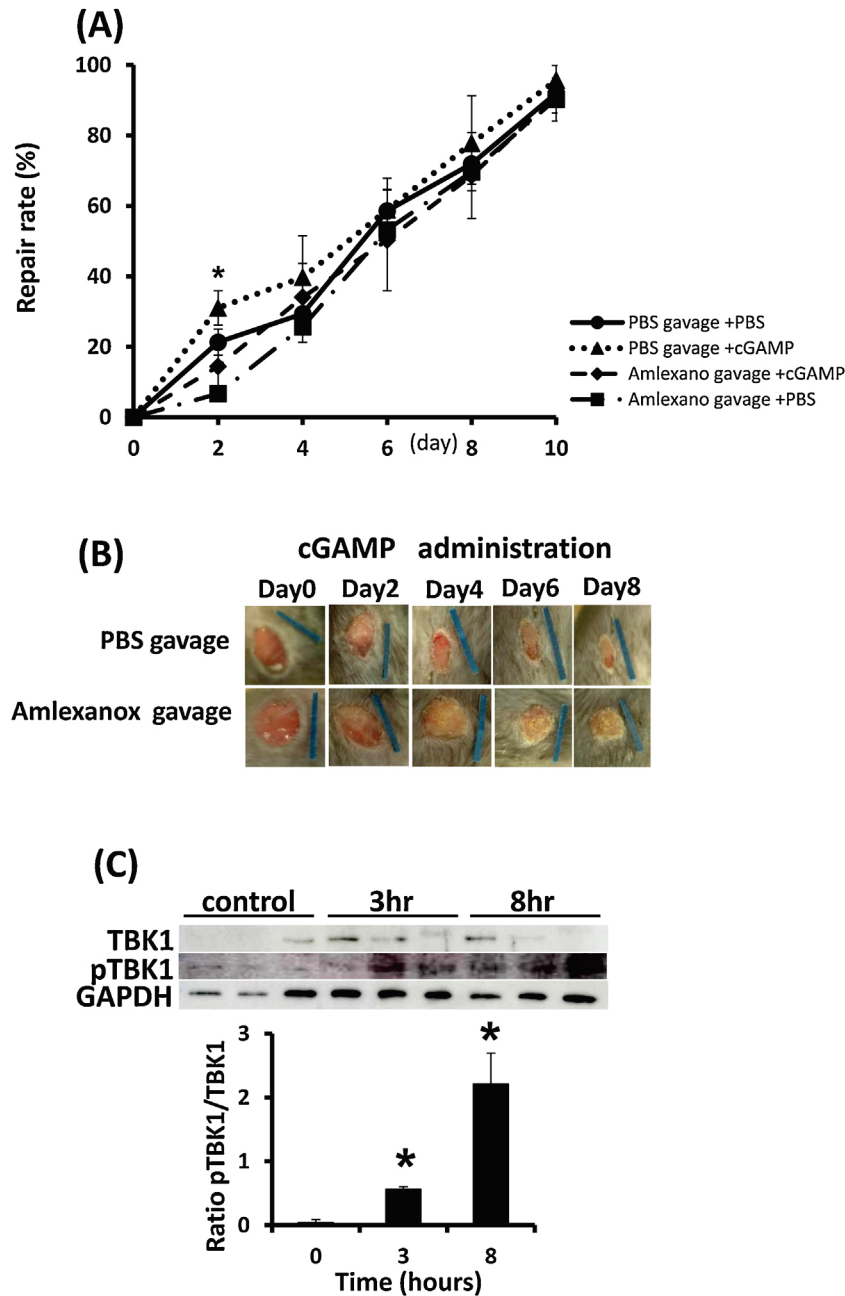 (A)
Repair rate (%)
100
80
60
40
20
0
*
0 2 4 6 (day) 8 10
PBS gavage +PBS
PBS gavage +cGAMP
Amlexano gavage +cGAMP
Amlexano gavage +PBS
(B)
cGAMP administration
Day0 Day2 Day4 Day6 Day8
PBS gavage
Amlexanox gavage
(C)
control 3hr 8hr
TBK1
pTBK1
GAPDH
Ratio pTBK1/TBK1
3
2
1
0
*
*
0 3 8
Time (hours)